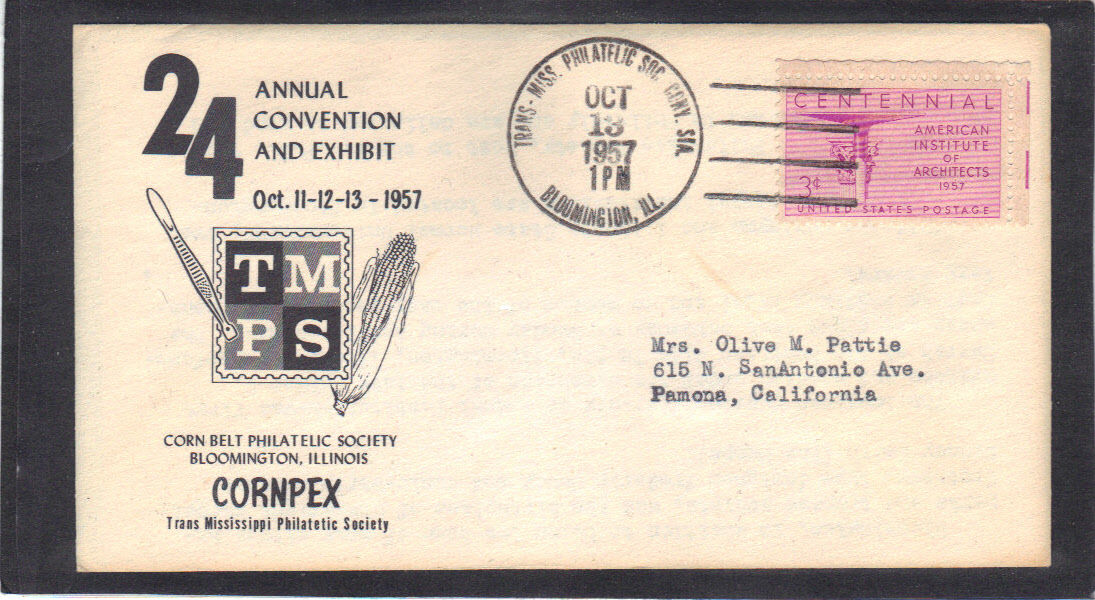 24
ANNUAL
CONVENTION
AND EXHIBIT
Oct. 11-12-13 - 1957
TM
PS
CORN BELT PHILATELIC SOCIETY
BLOOMINGTON, ILLINOIS
CORNPEX
Trans Mississippi Philatetic Society
TRANS-MISS. PHILATELIC SOC. CONV. STA.
OCT
13
1957
1 PM
BLOOMINGTON, ILL.
CENTENNIAL
AMERICAN
INSTITUTE
OF
ARCHITECTS
1957
3¢
UNITED STATES POSTAGE
Mrs. Olive M. Pattie
615 N. SanAntonio Ave.
Pamona, California